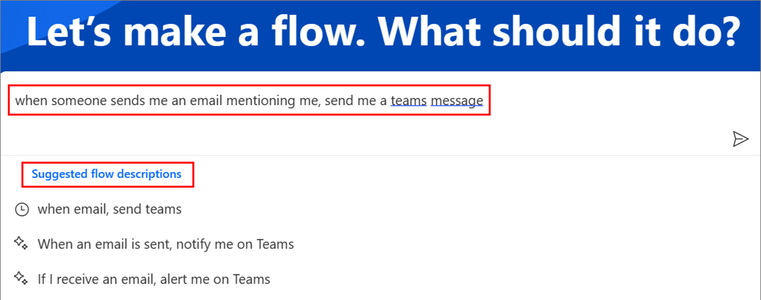 Let's make a flow. What should it do?
when someone sends me an email mentioning me, send me a teams message
Suggested flow descriptions
when email, send teams
When an email is sent, notify me on Teams
If I receive an email, alert me on Teams